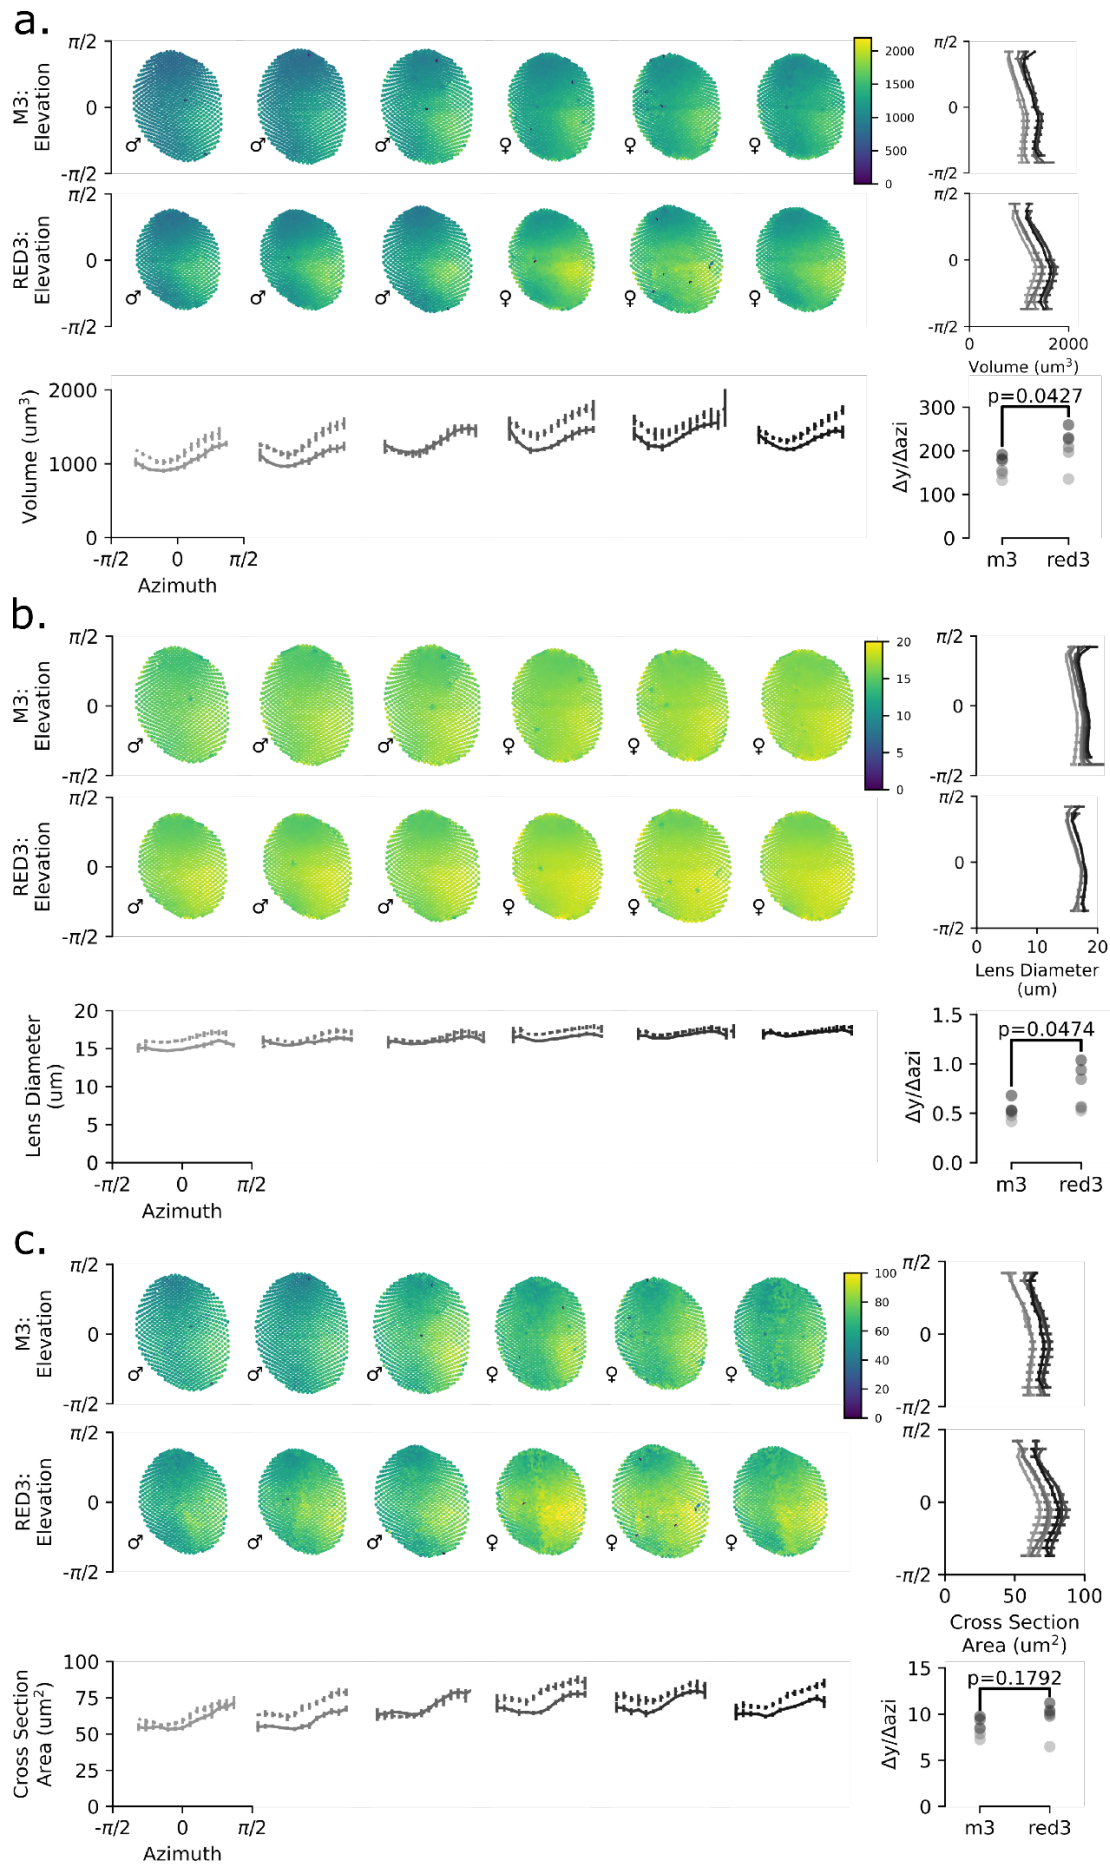 a.
π/2
0
-π/2
M3:
Elevation
♂ ♂ ♂ ♀ ♀ ♀
2000
1500
1000
500
0
π/2
0
-π/2
π/2
0
-π/2
RED3:
Elevation
♂ ♂ ♂ ♀ ♀ ♀
π/2
0
-π/2
0 2000
Volume (um³)
2000
1000
0
Volume (um³)
-π/2 0 π/2
Azimuth
p=0.0427
300
200
100
0
Δy/Δazi
m3 red3
b.
π/2
0
-π/2
M3:
Elevation
♂ ♂ ♂ ♀ ♀ ♀
20
15
10
5
0
π/2
0
-π/2
π/2
0
-π/2
RED3:
Elevation
♂ ♂ ♂ ♀ ♀ ♀
π/2
0
-π/2
0 10 20
Lens Diameter
(um)
20
15
10
5
0
Lens Diameter
(um)
-π/2 0 π/2
Azimuth
p=0.0474
1.5
1.0
0.5
0.0
Δy/Δazi
m3 red3
c.
π/2
0
-π/2
M3:
Elevation
♂ ♂ ♂ ♀ ♀ ♀
100
80
60
40
20
0
π/2
0
-π/2
π/2
0
-π/2
RED3:
Elevation
♂ ♂ ♂ ♀ ♀ ♀
π/2
0
-π/2
0 50 100
Cross Section
Area (um²)
100
75
50
25
0
Cross Section
Area (um²)
-π/2 0 π/2
Azimuth
p=0.1792
15
10
5
0
Δy/Δazi
m3 red3